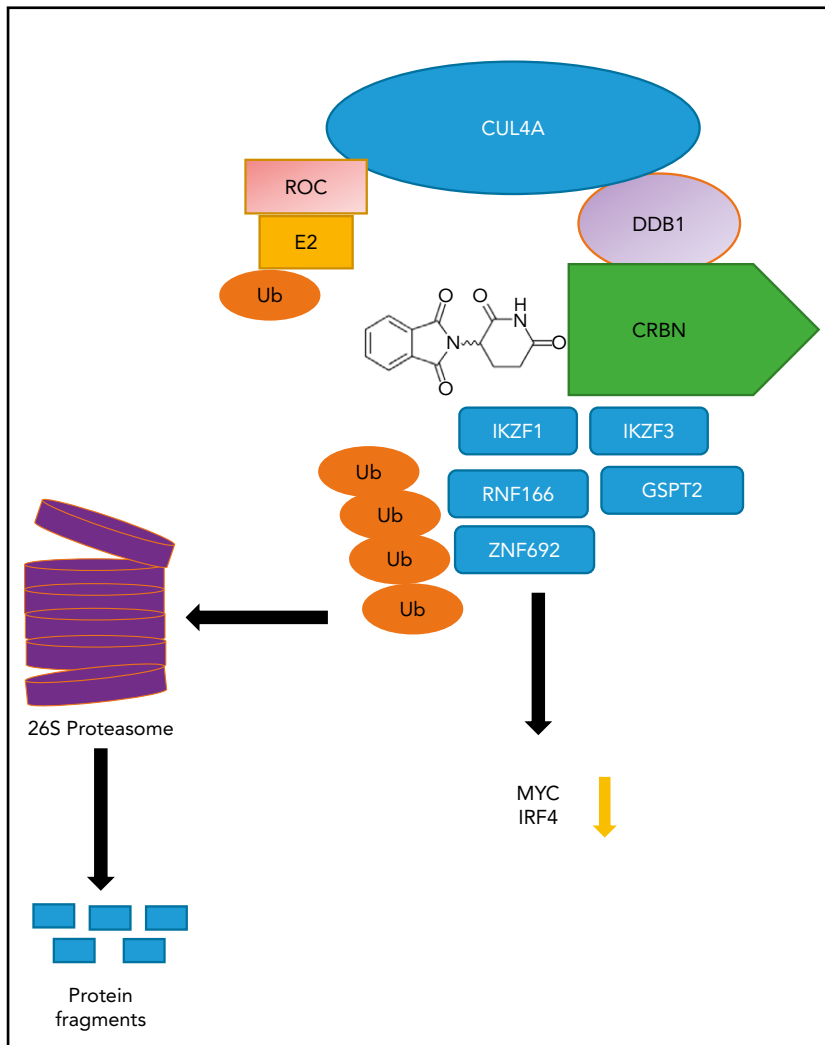 CUL4A
ROC
DDB1
E2
Ub
O
O
H
N
N
O
O
CRBN
IKZF1
IKZF3
Ub
RNF166
GSPT2
Ub
ZNF692
Ub
Ub
26S Proteasome
MYC
IRF4
Protein
fragments